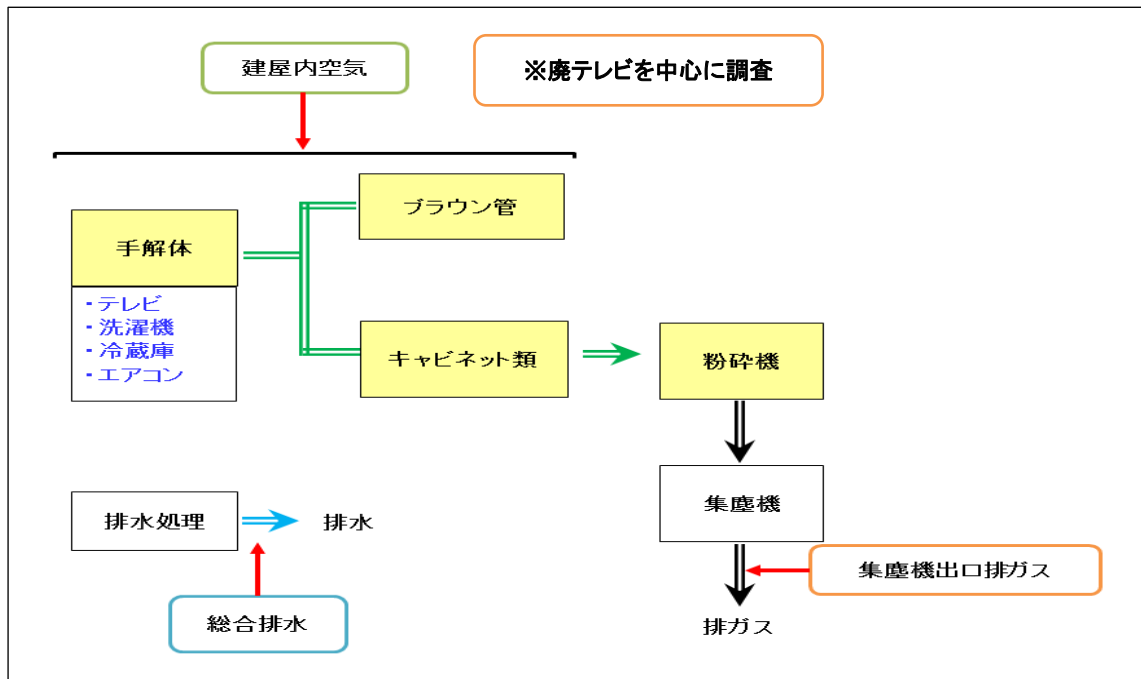 建屋内空気
※廃テレビを中心に調査
ブラウン管
手解体
・テレビ
・洗濯機
・冷蔵庫
・エアコン
キャビネット類
粉砕機
集塵機
排水処理
排水
集塵機出口排ガス
総合排水
排ガス